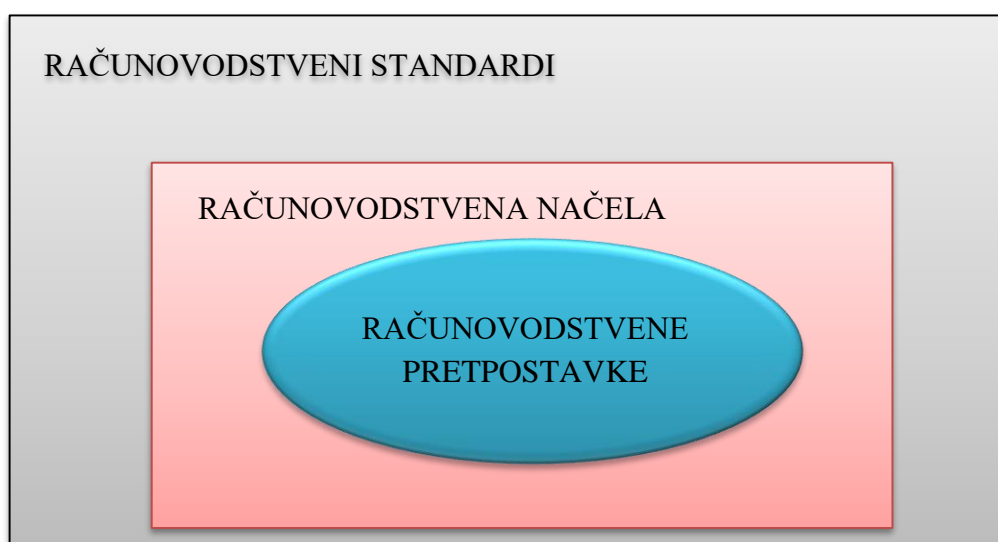 RAČUNOVODSTVENI STANDARDI
RAČUNOVODSTVENA NAČELA
RAČUNOVODSTVENE
PRETPOSTAVKE